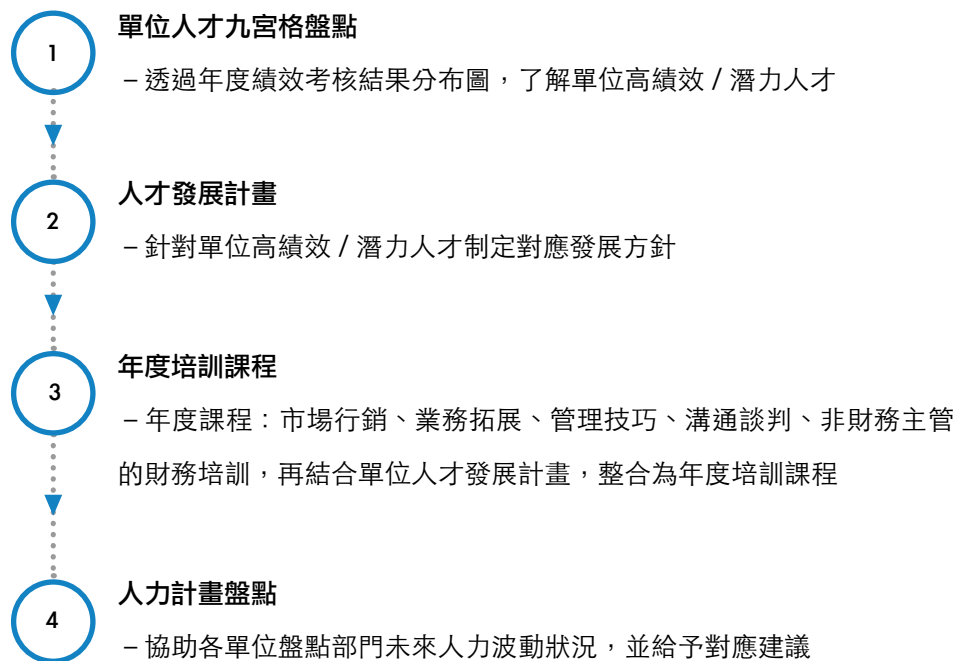 1
單位人才九宮格盤點
– 透過年度績效考核結果分布圖，了解單位高績效 / 潛力人才
2
人才發展計畫
– 針對單位高績效 / 潛力人才制定對應發展方針
3
年度培訓課程
– 年度課程：市場行銷、業務拓展、管理技巧、溝通談判、非財務主管
的財務培訓，再結合單位人才發展計畫，整合為年度培訓課程
4
人力計畫盤點
– 協助各單位盤點部門未來人力波動狀況，並給予對應建議